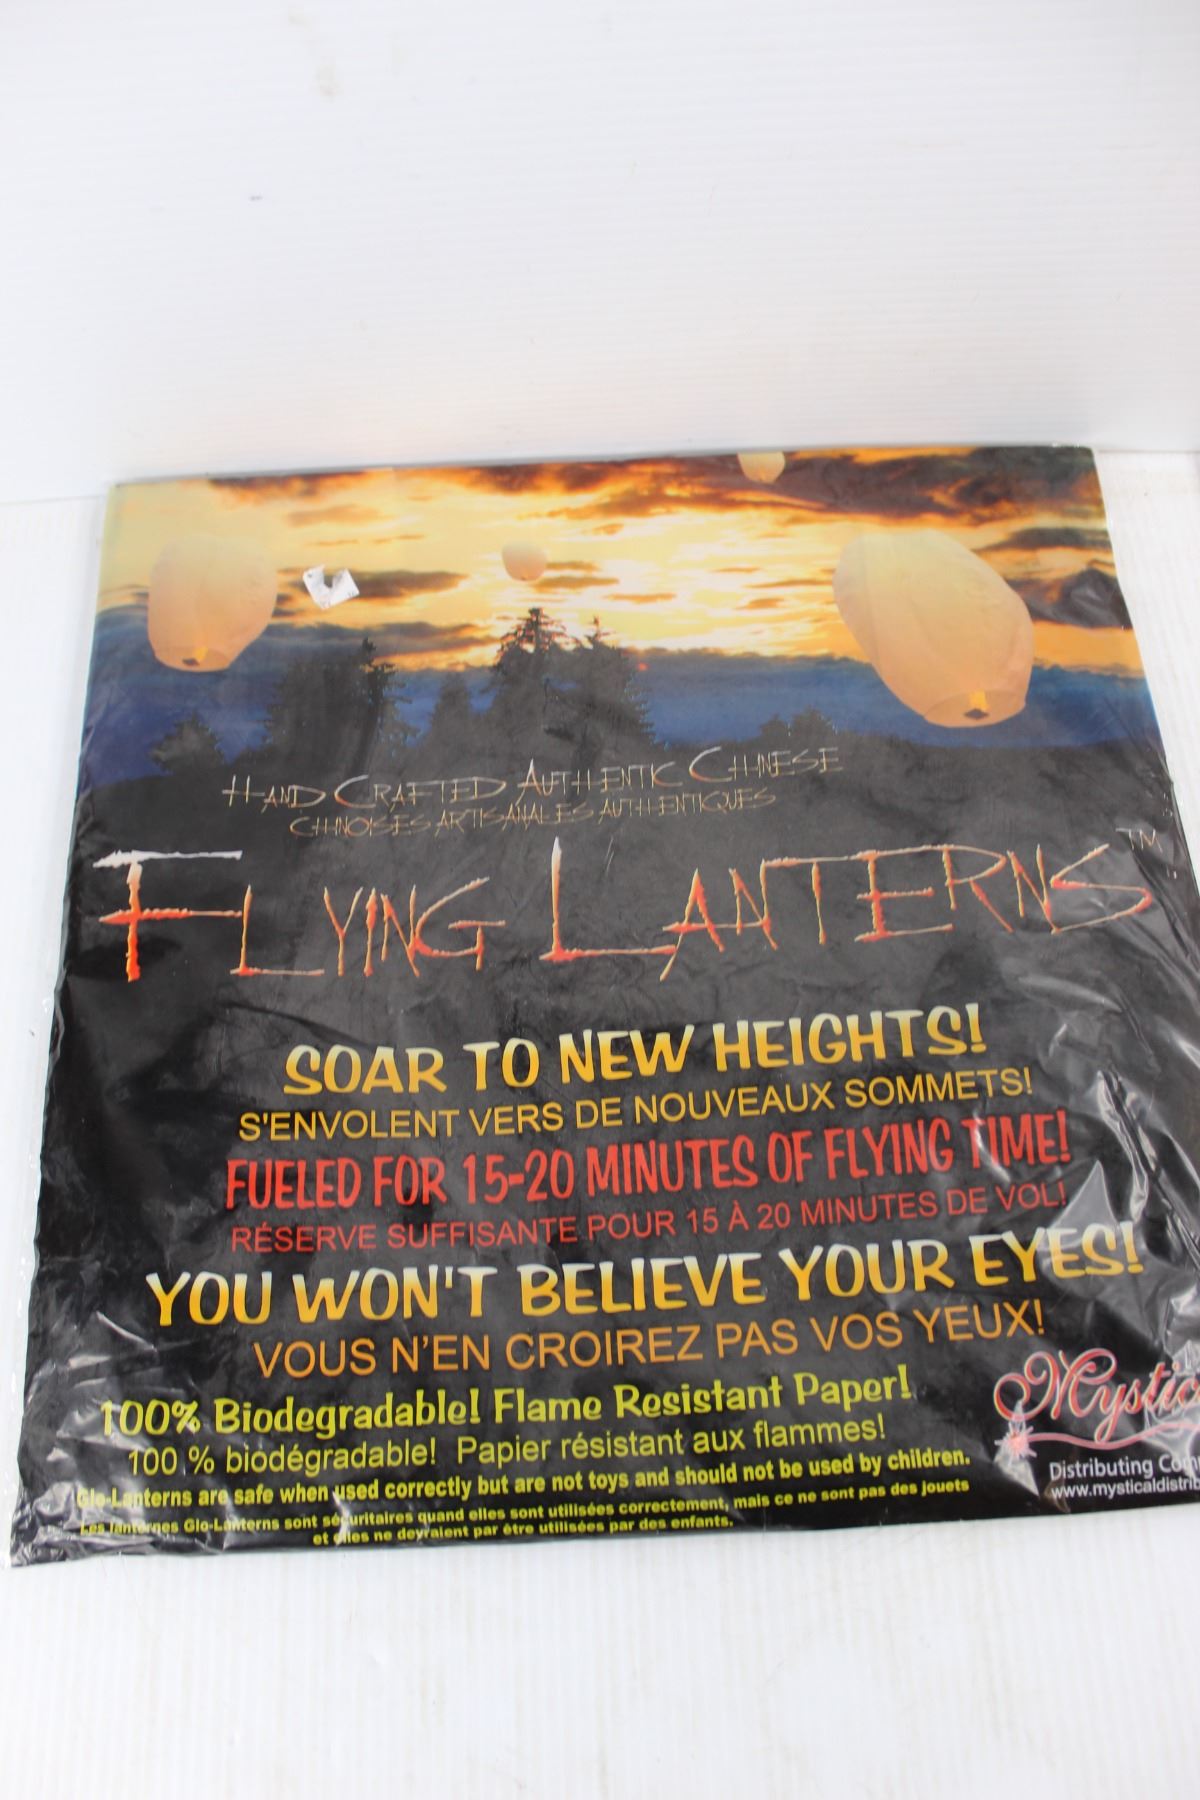 HAND CRAFTED AUTHENTIC CHINESE
CHINOISES ARTISANALES AUTHENTIQUES
FLYING LANTERNS™
SOAR TO NEW HEIGHTS!
S'ENVOLENT VERS DE NOUVEAUX SOMMETS!
FUELED FOR 15-20 MINUTES OF FLYING TIME!
RÉSERVE SUFFISANTE POUR 15 À 20 MINUTES DE VOL!
YOU WON'T BELIEVE YOUR EYES!
VOUS N'EN CROIREZ PAS VOS YEUX!
100% Biodegradable! Flame Resistant Paper!
100 % biodégradable! Papier résistant aux flammes!
Glo-Lanterns are safe when used correctly but are not toys and should not be used by children.
Les lanternes Glo-Lanterns sont sécuritaires quand elles sont utilisées correctement, mais ce ne sont pas des jouets
et elles ne devraient par être utilisées par des enfants.
Mystic
Distributing Com
www.mysticaldistrib